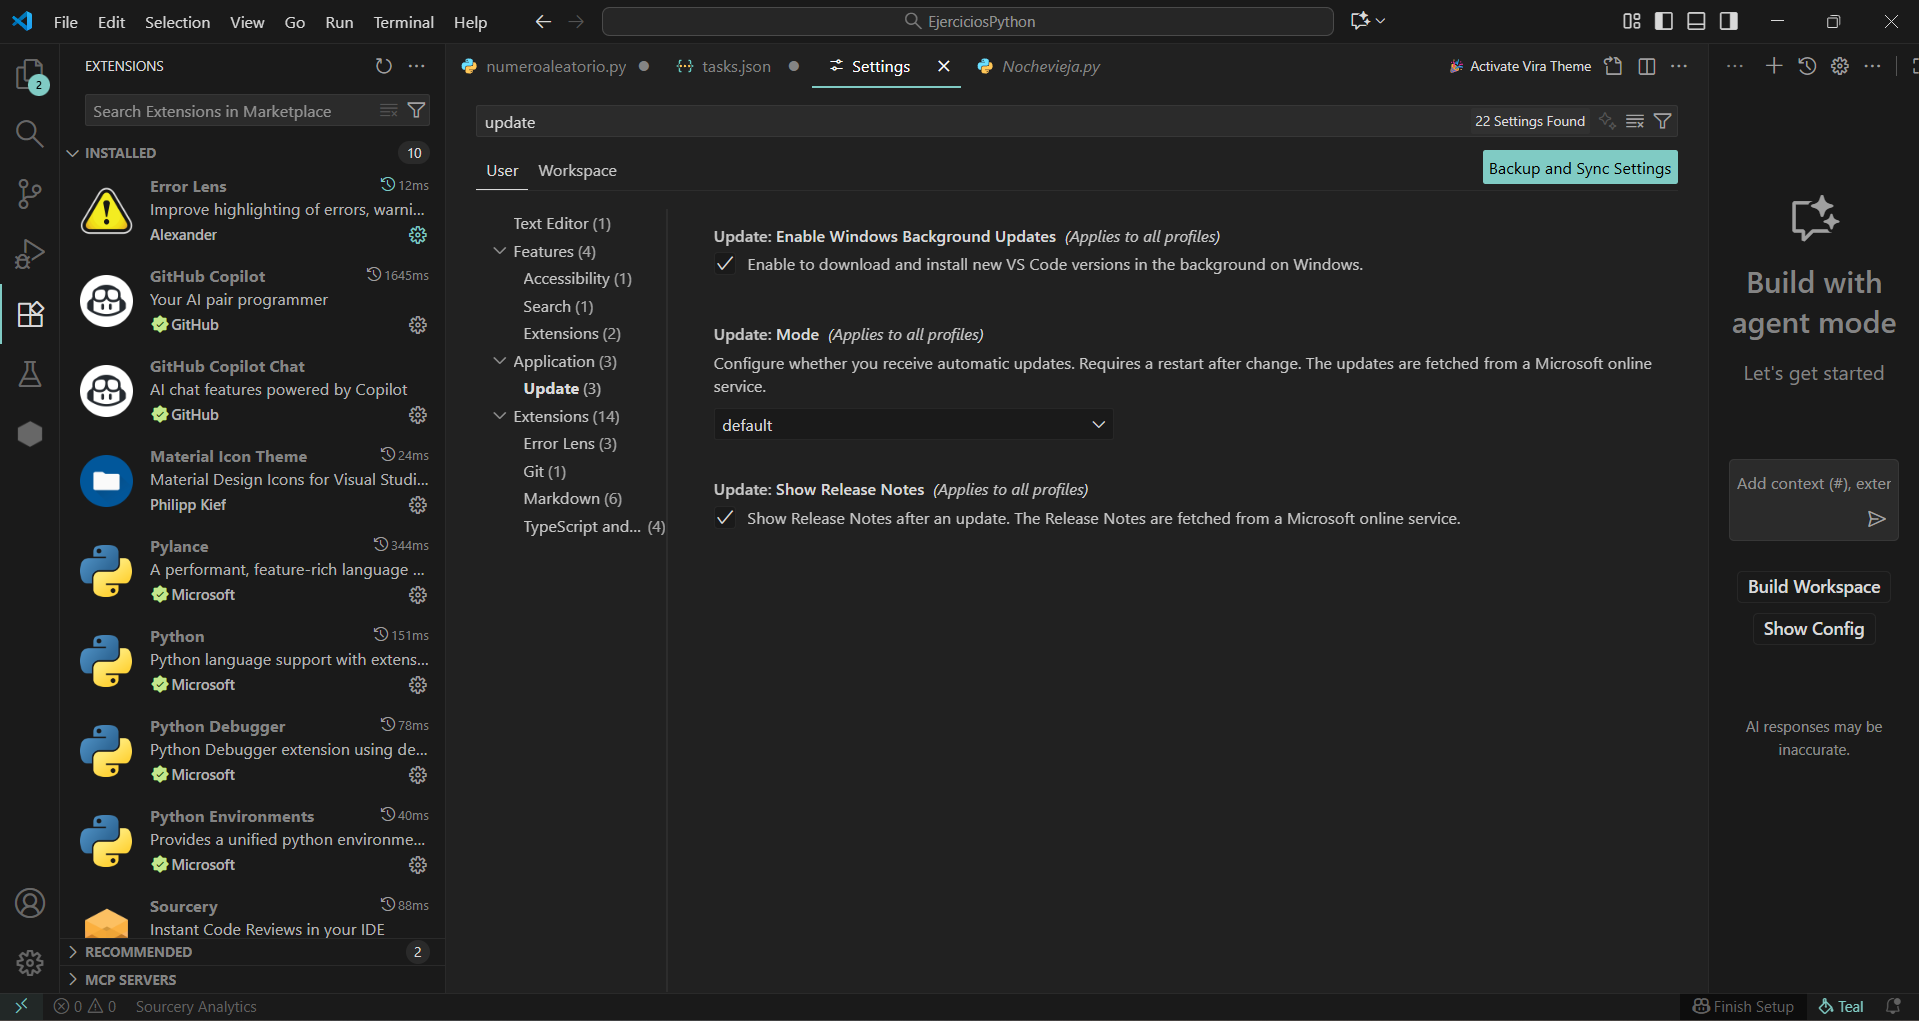 File Edit Selection View Go Run Terminal Help
EjerciciosPython
EXTENSIONS
numeroaleatorio.py
tasks.json
Settings
Nochevieja.py
Activate Vira Theme
2
Search Extensions in Marketplace
INSTALLED 10
Error Lens 12ms
Improve highlighting of errors, warni...
Alexander
GitHub Copilot 1645ms
Your AI pair programmer
GitHub
GitHub Copilot Chat
AI chat features powered by Copilot
GitHub
Material Icon Theme 24ms
Material Design Icons for Visual Studi...
Philipp Kief
Pylance 344ms
A performant, feature-rich language ...
Microsoft
Python 151ms
Python language support with extens...
Microsoft
Python Debugger 78ms
Python Debugger extension using de...
Microsoft
Python Environments 40ms
Provides a unified python environme...
Microsoft
Sourcery 88ms
Instant Code Reviews in your IDE
RECOMMENDED 2
MCP SERVERS
update
22 Settings Found
User Workspace
Backup and Sync Settings
Text Editor (1)
Features (4)
Accessibility (1)
Search (1)
Extensions (2)
Application (3)
Update (3)
Extensions (14)
Error Lens (3)
Git (1)
Markdown (6)
TypeScript and... (4)
Update: Enable Windows Background Updates (Applies to all profiles)
Enable to download and install new VS Code versions in the background on Windows.
Update: Mode (Applies to all profiles)
Configure whether you receive automatic updates. Requires a restart after change. The updates are fetched from a Microsoft online
service.
default
Update: Show Release Notes (Applies to all profiles)
Show Release Notes after an update. The Release Notes are fetched from a Microsoft online service.
Build with
agent mode
Let's get started
Add context (#), exter
Build Workspace
Show Config
AI responses may be
inaccurate.
0 0 Sourcery Analytics
Finish Setup
Teal